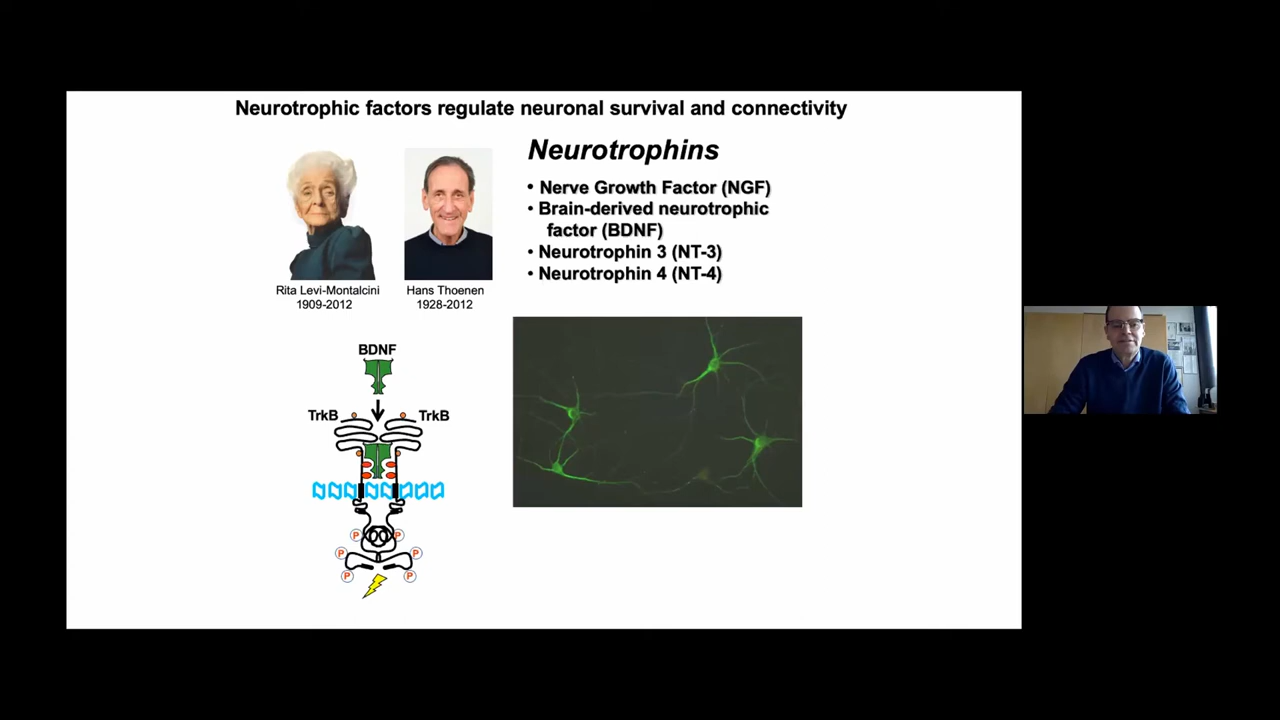 Neurotrophic factors regulate neuronal survival and connectivity
Neurotrophins
• Nerve Growth Factor (NGF)
• Brain-derived neurotrophic
factor (BDNF)
• Neurotrophin 3 (NT-3)
• Neurotrophin 4 (NT-4)
Rita Levi-Montalcini
1909-2012
Hans Thoenen
1928-2012
BDNF
TrkB
TrkB
P
P
P
P
P
P